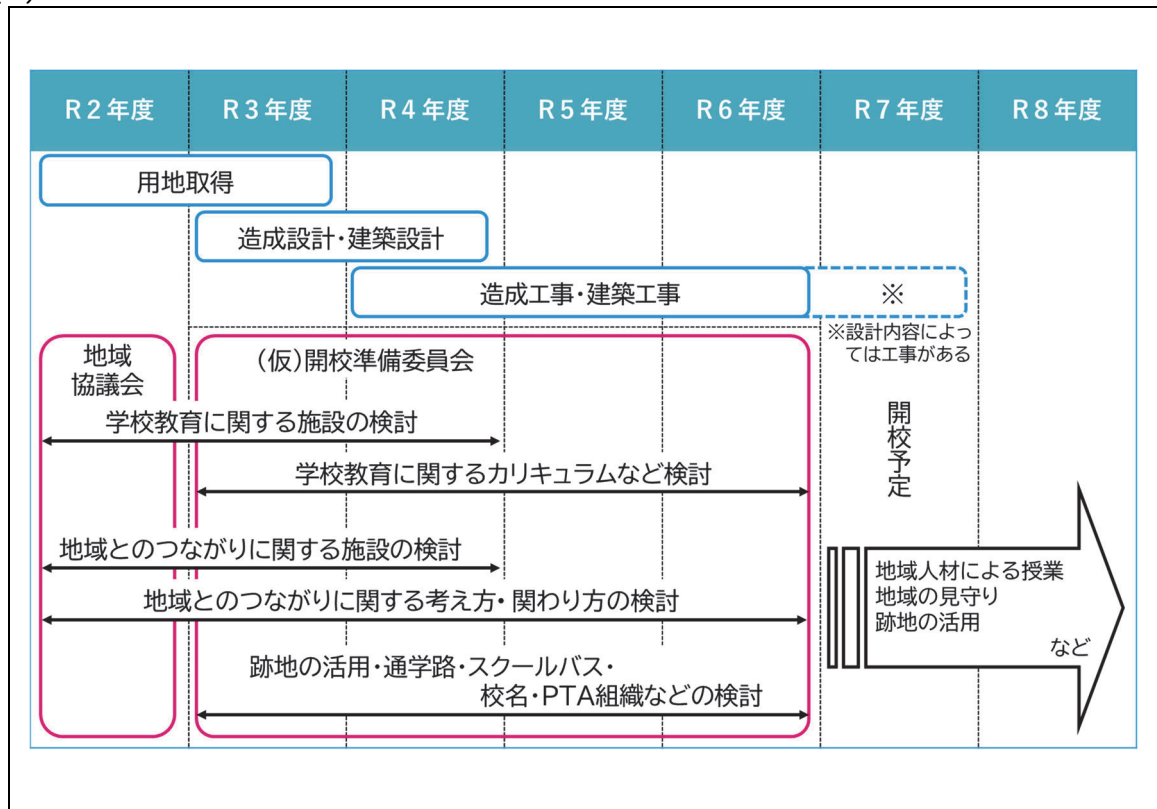 R2年度 R3年度 R4年度 R5年度 R6年度 R7年度 R8年度
用地取得
造成設計・建築設計
造成工事・建築工事
※
※設計内容によっ
ては工事がある
地域
協議会
（仮）開校準備委員会
学校教育に関する施設の検討
学校教育に関するカリキュラムなど検討
地域とのつながりに関する施設の検討
地域とのつながりに関する考え方・関わり方の検討
跡地の活用・通学路・スクールバス・
校名・PTA組織などの検討
開校予定
地域人材による授業
地域の見守り
跡地の活用
など